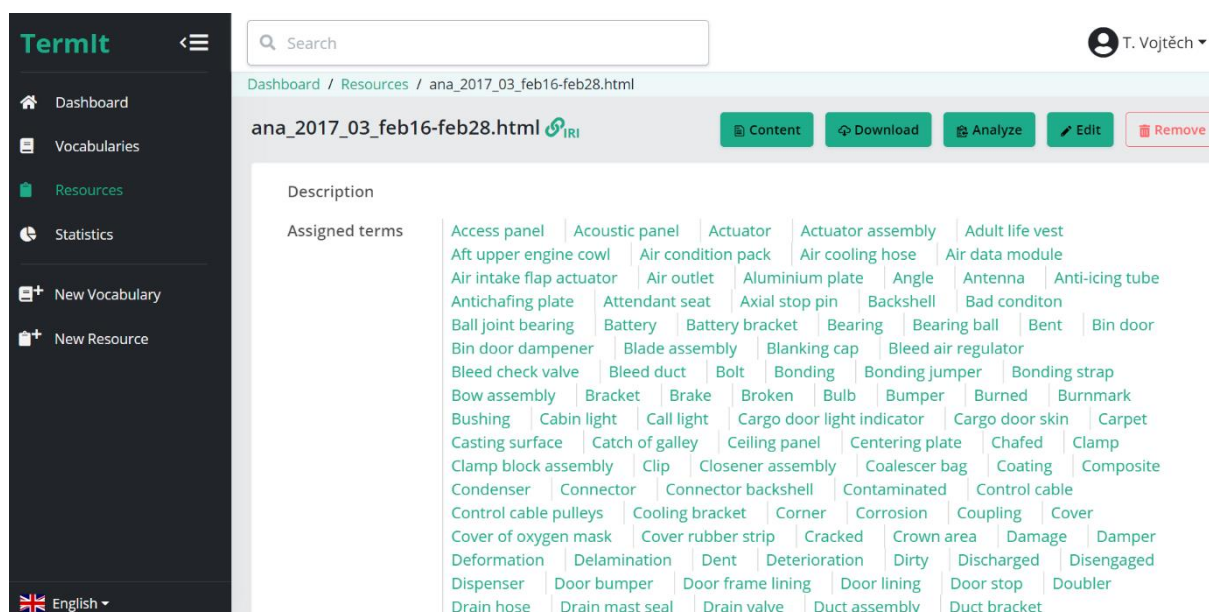 TermIt
Search
T. Vojtěch
Dashboard / Resources / ana_2017_03_feb16-feb28.html
Dashboard
Vocabularies
Resources
Statistics
New Vocabulary
New Resource
English
ana_2017_03_feb16-feb28.html IRI
Content Download Analyze Edit Remove
Description
Assigned terms
Access panel Acoustic panel Actuator Actuator assembly Adult life vest
Aft upper engine cowl Air condition pack Air cooling hose Air data module
Air intake flap actuator Air outlet Aluminium plate Angle Antenna Anti-icing tube
Antichafing plate Attendant seat Axial stop pin Backshell Bad conditon
Ball joint bearing Battery Battery bracket Bearing Bearing ball Bent Bin door
Bin door dampener Blade assembly Blanking cap Bleed air regulator
Bleed check valve Bleed duct Bolt Bonding Bonding jumper Bonding strap
Bow assembly Bracket Brake Broken Bulb Bumper Burned Burnmark
Bushing Cabin light Call light Cargo door light indicator Cargo door skin Carpet
Casting surface Catch of galley Ceiling panel Centering plate Chafed Clamp
Clamp block assembly Clip Closener assembly Coalescer bag Coating Composite
Condenser Connector Connector backshell Contaminated Control cable
Control cable pulleys Cooling bracket Corner Corrosion Coupling Cover
Cover of oxygen mask Cover rubber strip Cracked Crown area Damage Damper
Deformation Delamination Dent Deterioration Dirty Discharged Disengaged
Dispenser Door bumper Door frame lining Door lining Door stop Doubler
Drain hose Drain mast seal Drain valve Duct assembly Duct bracket